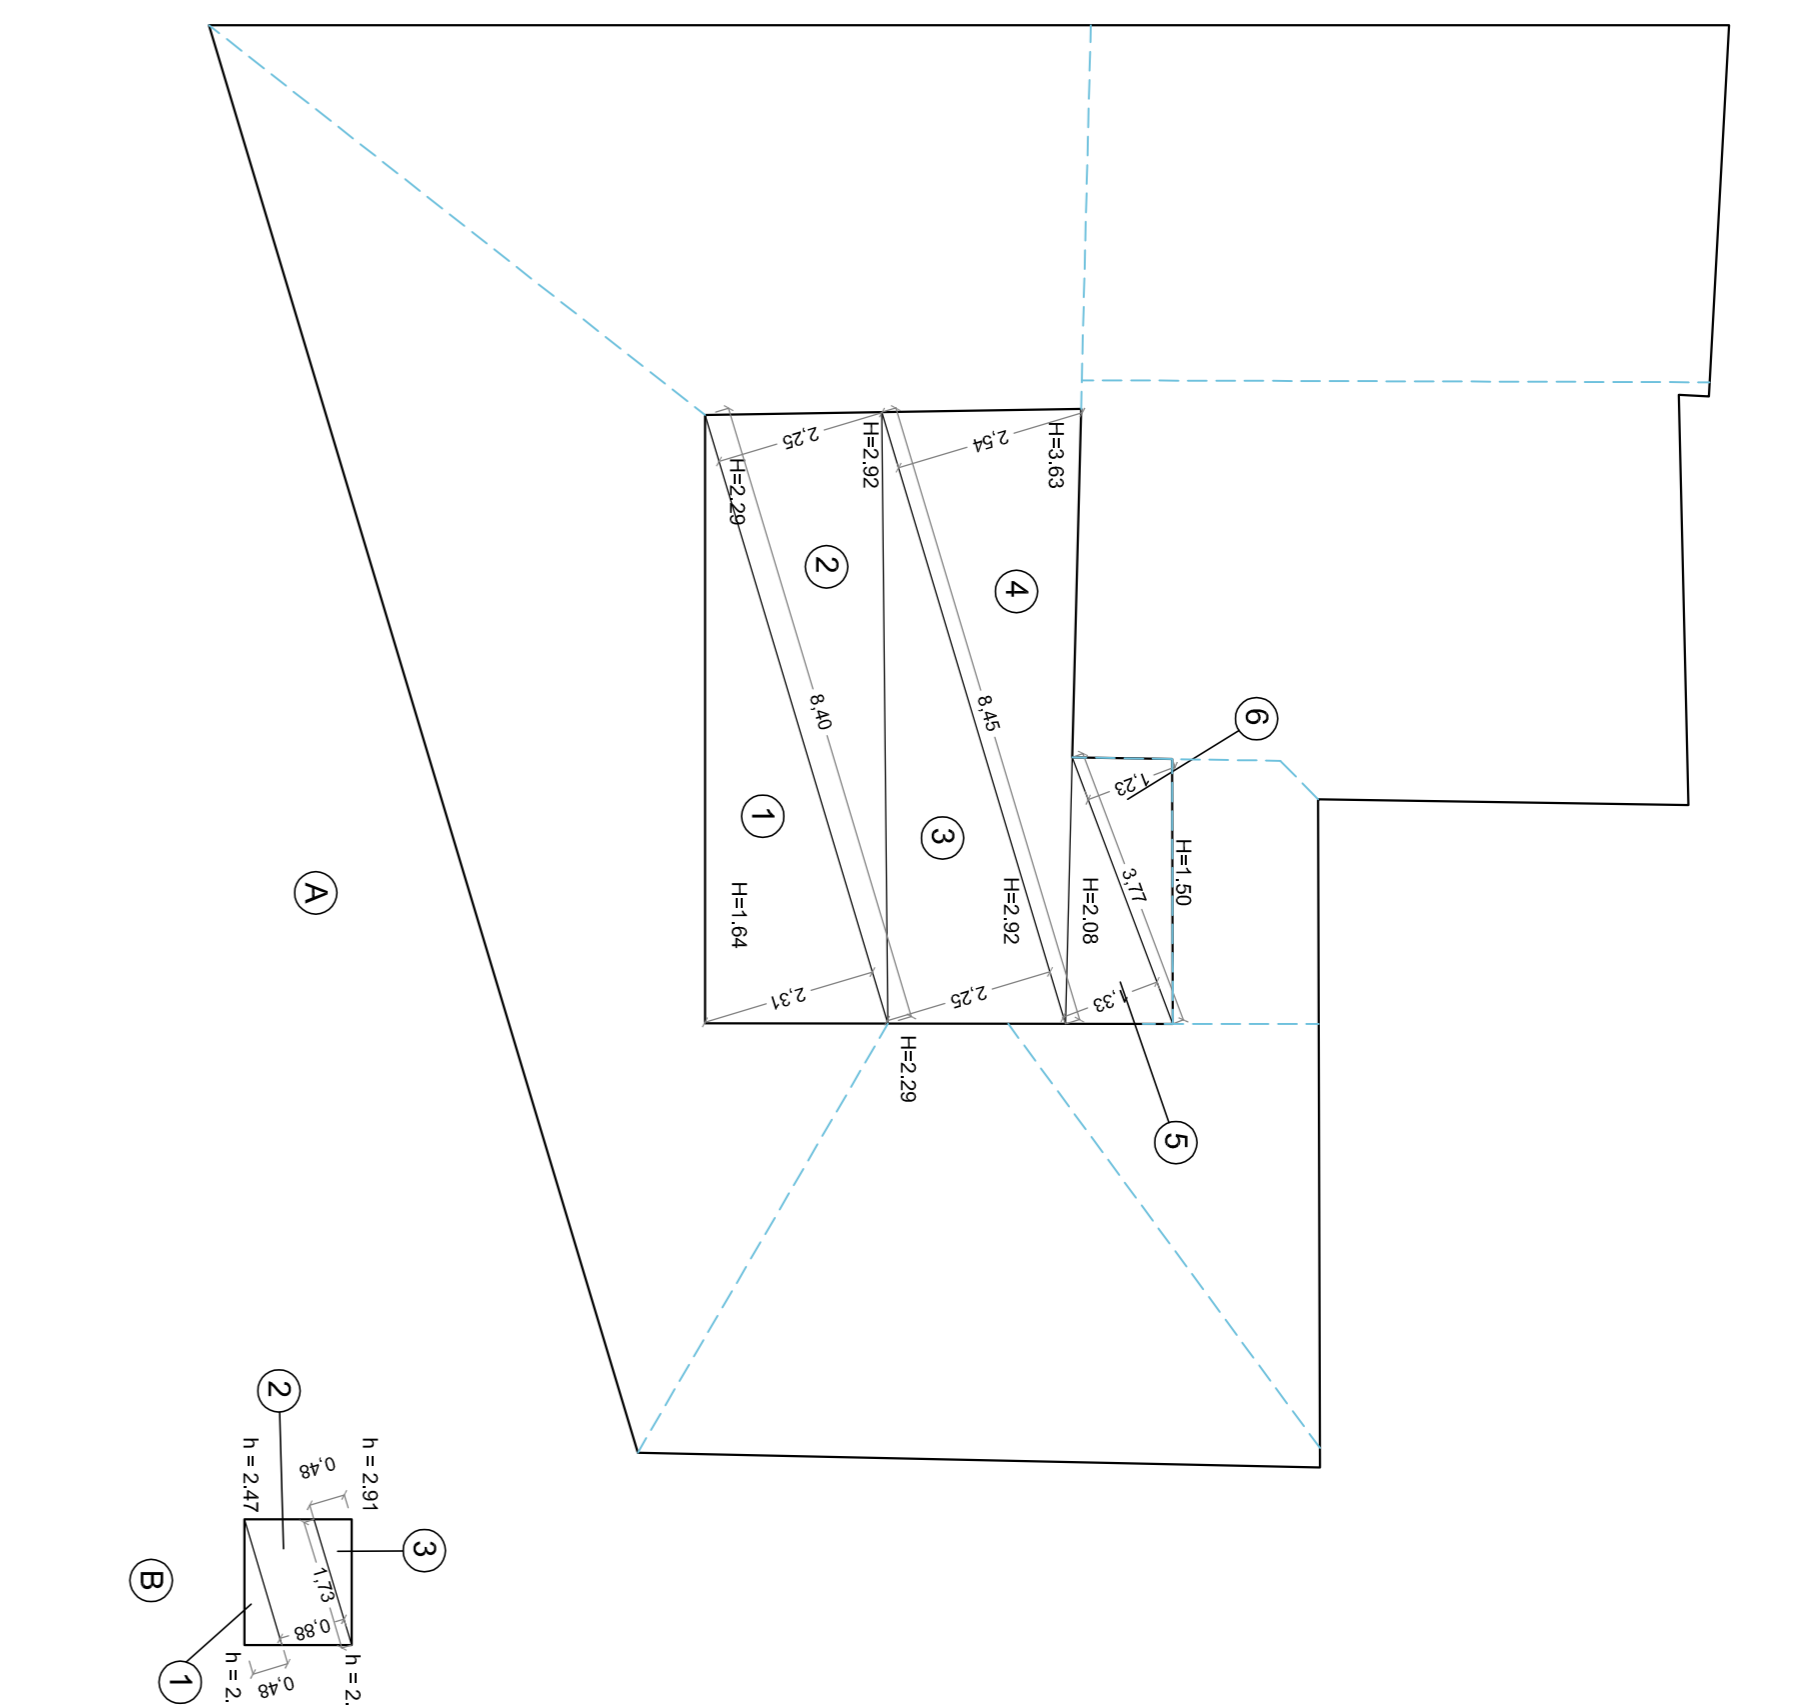 2,25
H=2.92
2,54
H=3.63
H=2.29
2
4
8,40
8,45
6
1,23
1
3
H=1.50
3,77
A
H=1.64
H=2.92
H=2.08
2,31
2,25
1,33
H=2.29
5
2
h = 2.47
0,48
h = 2.91
3
B
1,73
0,88
1
h = 2.
0,48
h = 2.